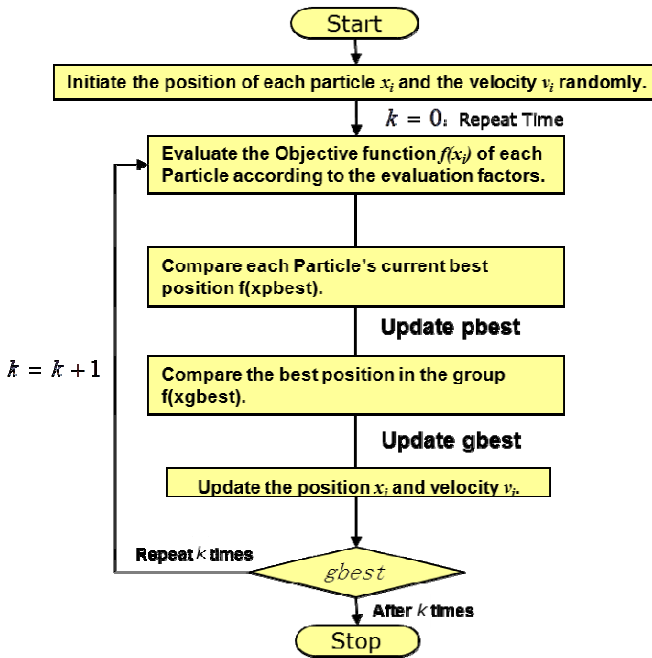 Start
Initiate the position of each particle xi and the velocity vi randomly.
k = 0: Repeat Time
Evaluate the Objective function f(xi) of each
Particle according to the evaluation factors.
Compare each Particle's current best
position f(xpbest).
Update pbest
k = k + 1
Compare the best position in the group
f(xgbest).
Update gbest
Update the position xi and velocity vi.
Repeat k times
gbest
After k times
Stop